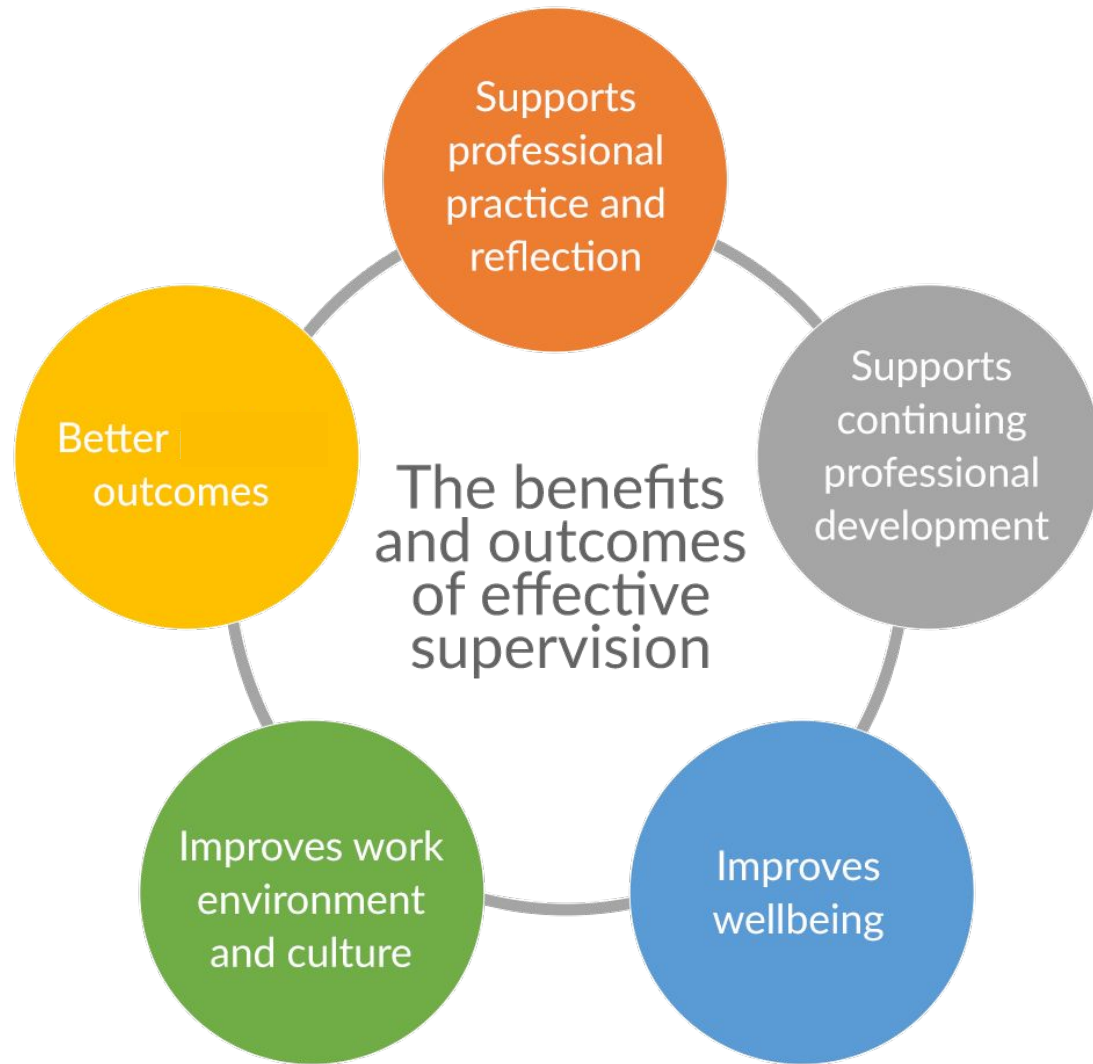 Supports
professional
practice and
reflection
Supports
continuing
professional
development
Better
outcomes
The benefits
and outcomes
of effective
supervision
Improves work
environment
and culture
Improves
wellbeing